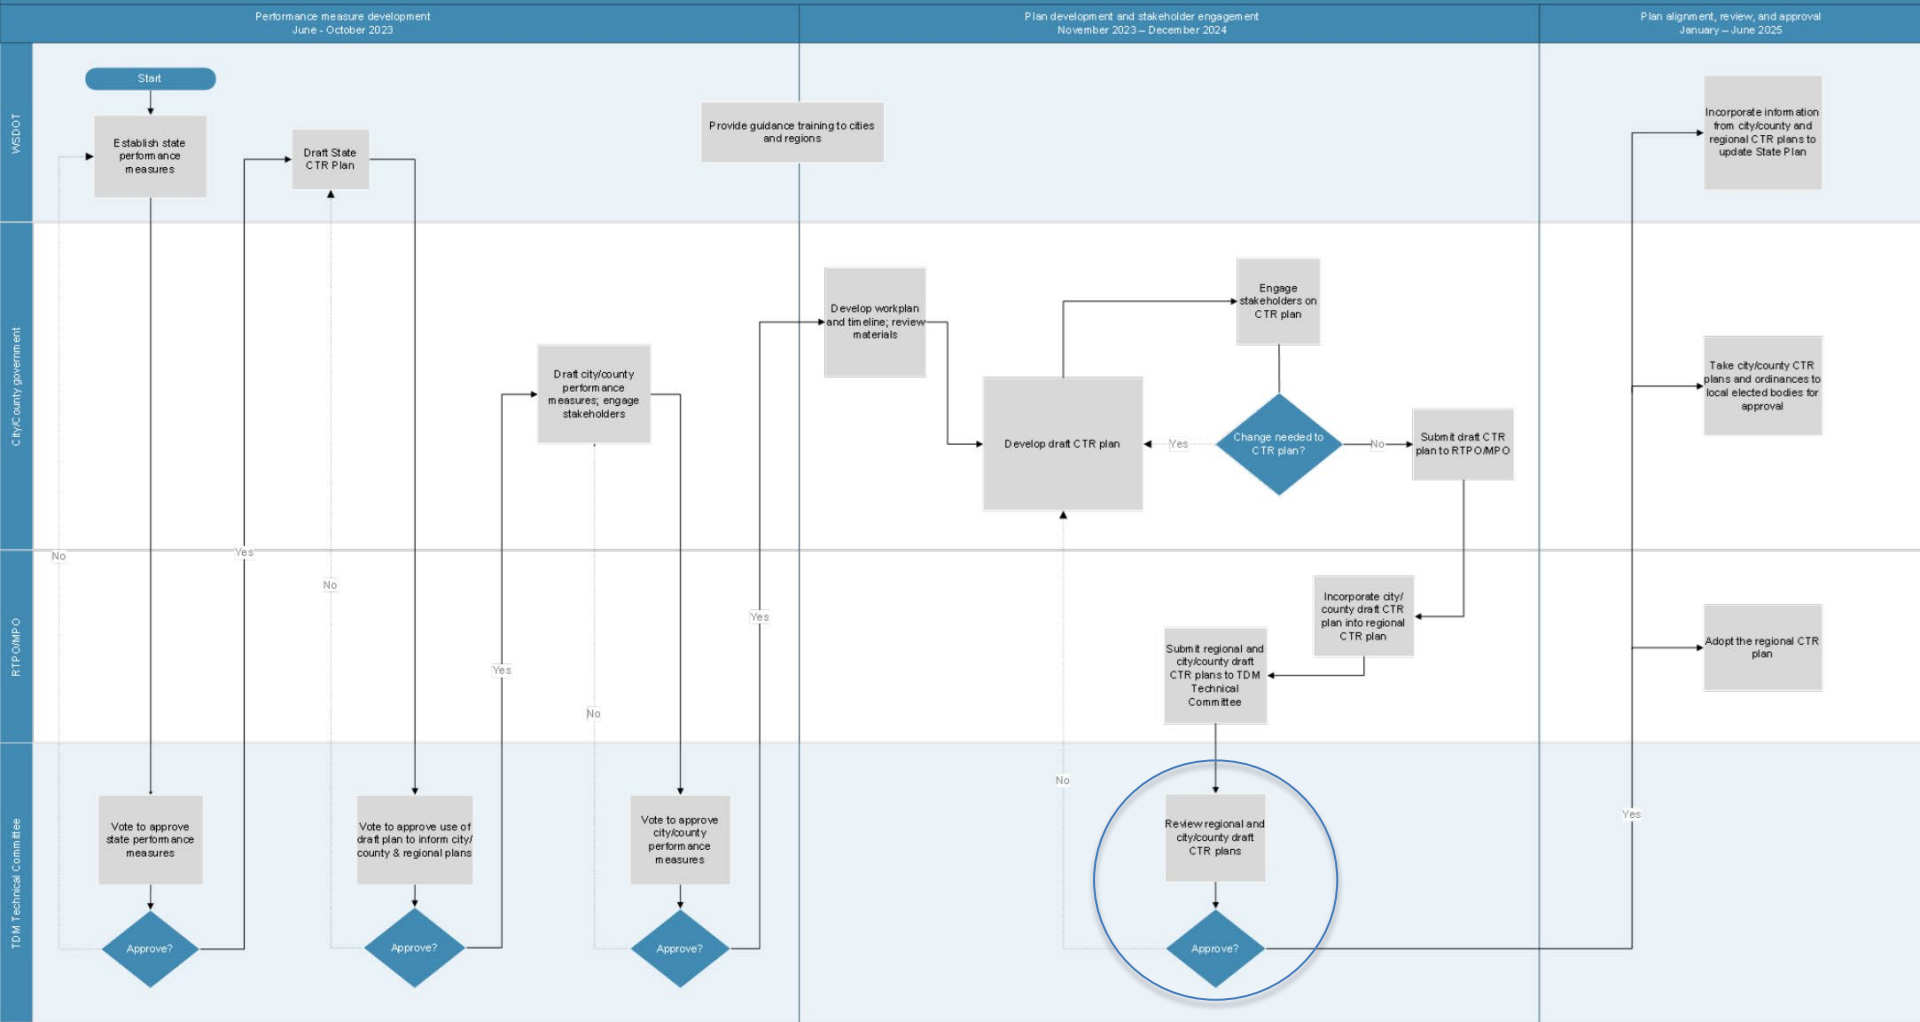 Performance measure development
June - October 2023
Plan development and stakeholder engagement
November 2023 – December 2024
Plan alignment, review, and approval
January – June 2025
WSDOT
Start
Establish state
performance
measures
Draft State
CTR Plan
Provide guidance training to cities
and regions
Incorporate information
from city/county and
regional CTR plans to
update State Plan
City/County government
Draft city/county
performance
measures; engage
stakeholders
Develop workplan
and timeline; review
materials
Develop draft CTR plan
Engage
stakeholders on
CTR plan
Yes
Change needed to
CTR plan?
No
Submit draft CTR
plan to RTPO/MPO
Take city/county CTR
plans and ordinances to
local elected bodies for
approval
RTPO/MPO
No
Yes
No
Yes
No
Yes
Incorporate city/
county draft CTR
plan into regional
CTR plan
Submit regional and
city/county draft
CTR plans to TDM
Technical
Committee
Adopt the regional CTR
plan
TDM Technical Committee
Vote to approve
state performance
measures
Approve?
Vote to approve use of
draft plan to inform city/
county & regional plans
Approve?
Vote to approve
city/county
performance
measures
Approve?
No
Review regional and
city/county draft
CTR plans
Approve?
Yes